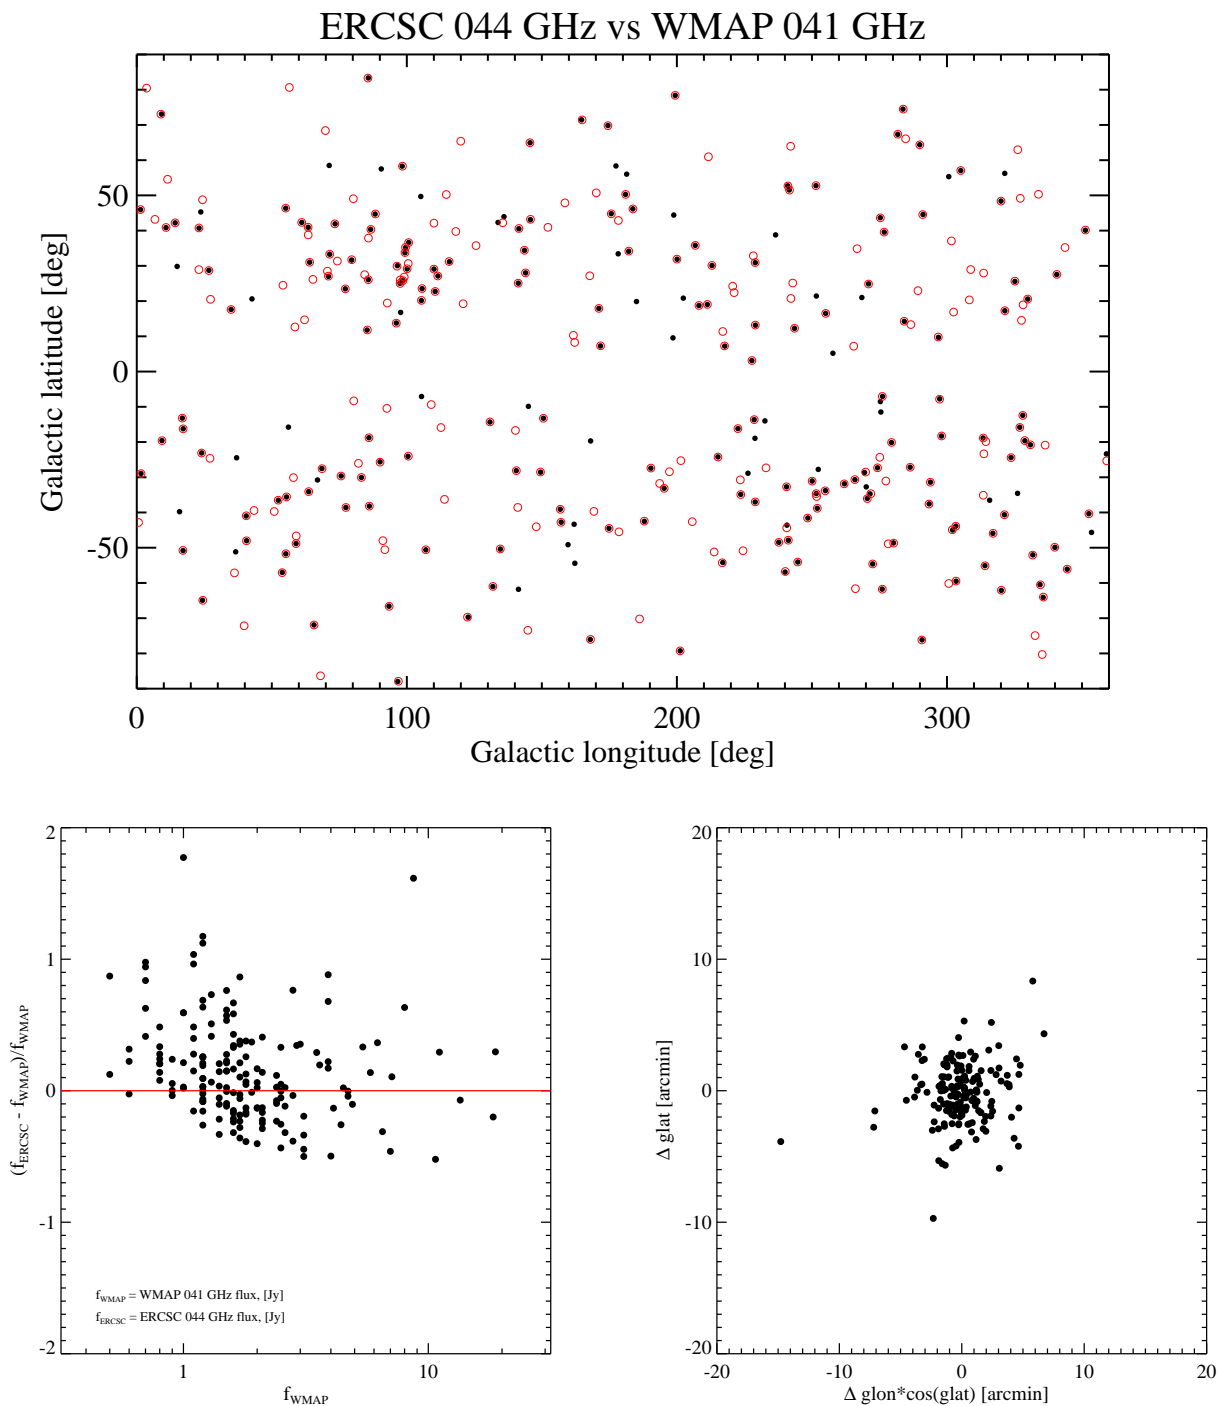 ERCSC 044 GHz vs WMAP 041 GHz
Galactic latitude [deg]
50
0
-50
0 100 200 300
Galactic longitude [deg]
(fERCSC - fWMAP)/fWMAP
2
1
0
-1
-2
fWMAP = WMAP 041 GHz flux, [Jy]
fERCSC = ERCSC 044 GHz flux, [Jy]
1 10
fWMAP
Δ glat [arcmin]
20
10
0
-10
-20
-20 -10 0 10 20
Δ glon*cos(glat) [arcmin]